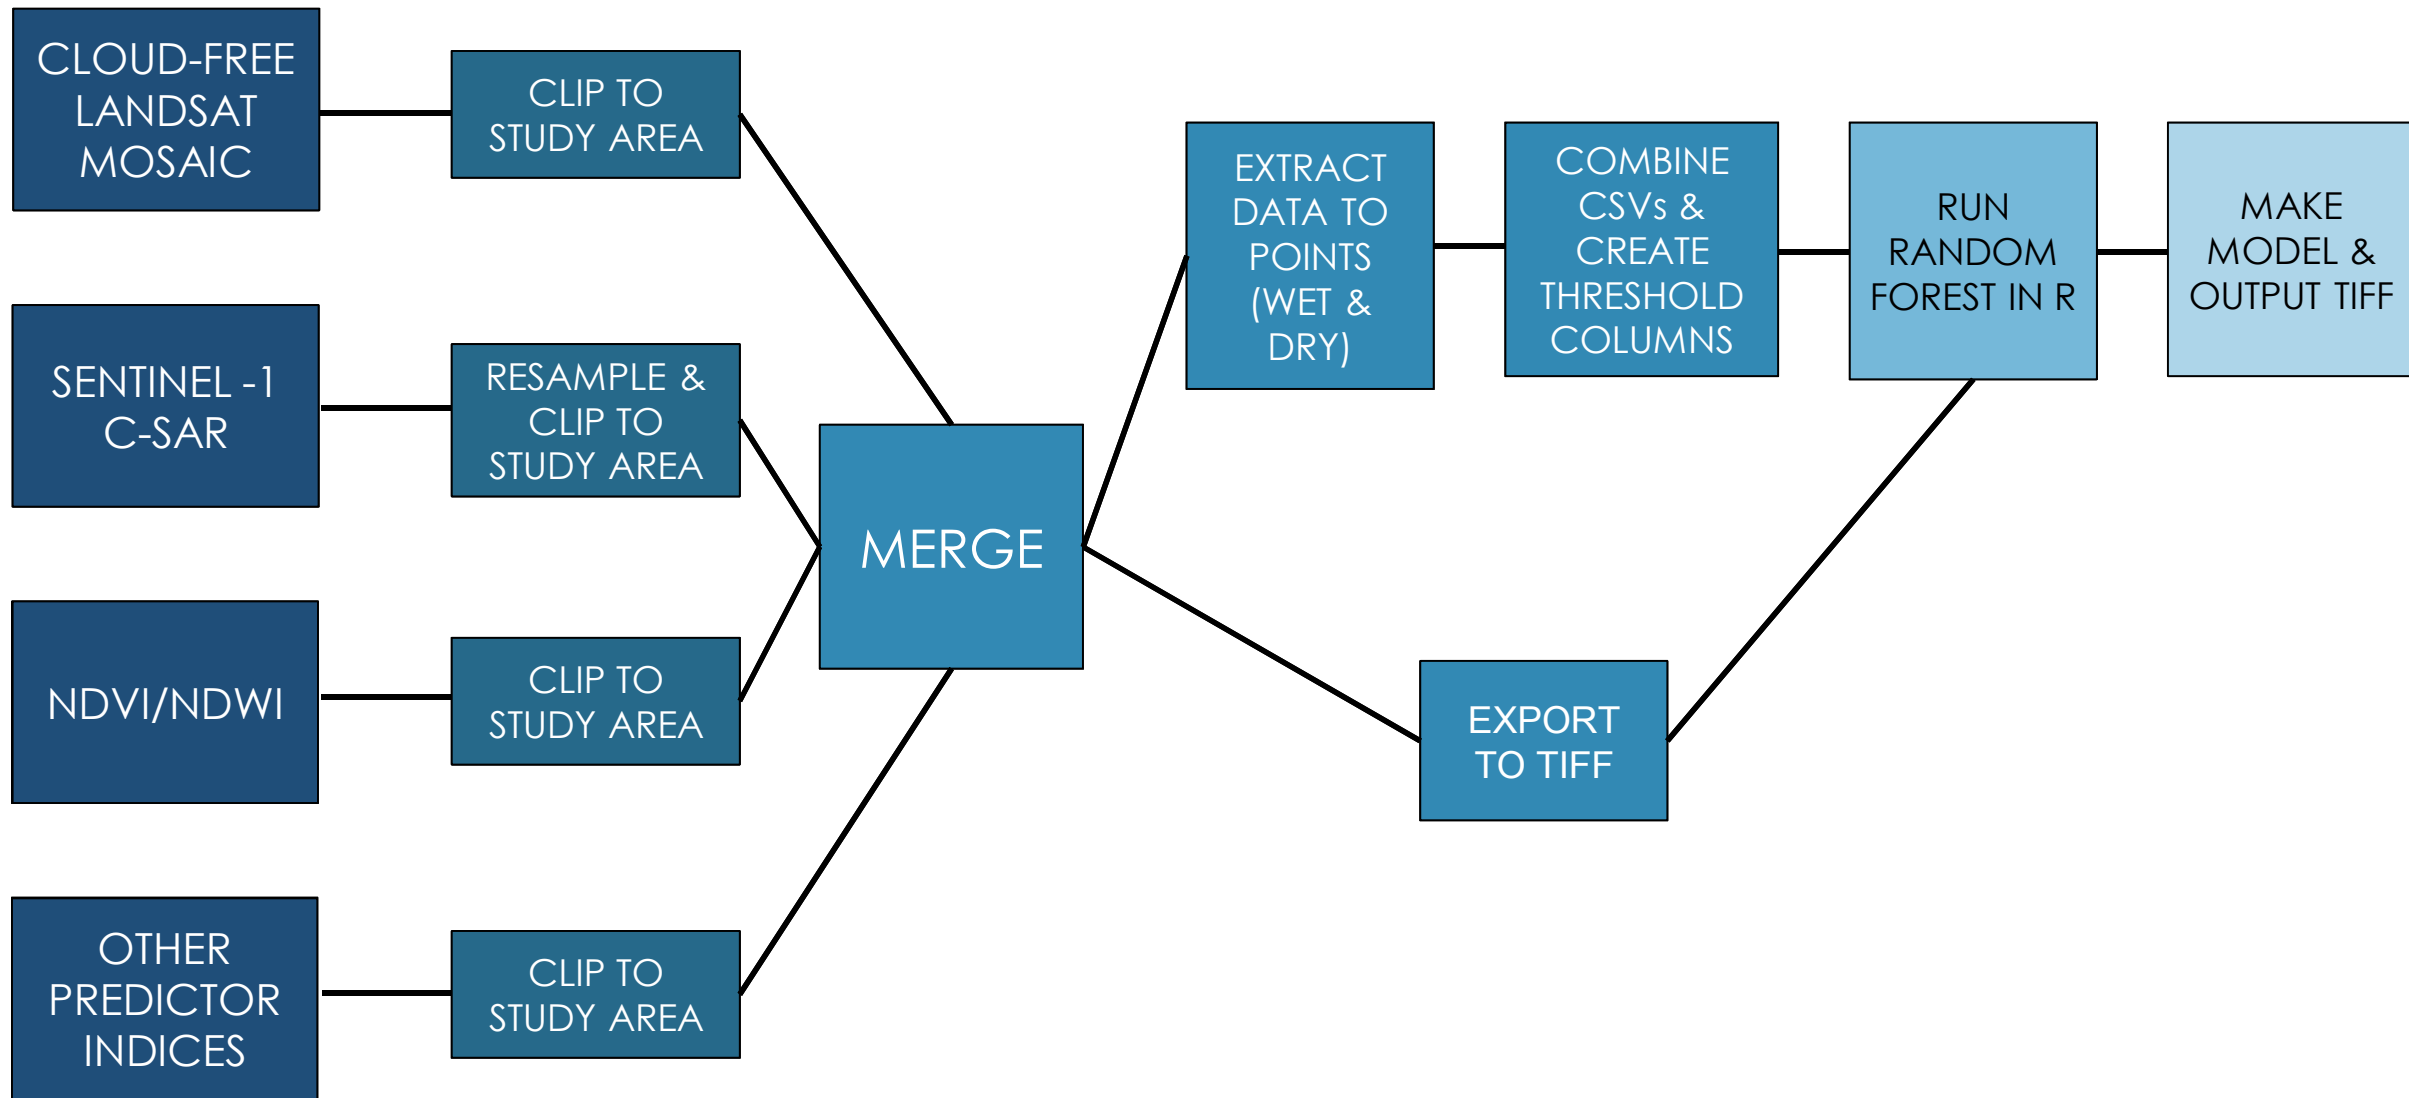 CLOUD-FREE
LANDSAT
MOSAIC
CLIP TO
STUDY AREA
SENTINEL -1
C-SAR
RESAMPLE &
CLIP TO
STUDY AREA
NDVI/NDWI
CLIP TO
STUDY AREA
OTHER
PREDICTOR
INDICES
CLIP TO
STUDY AREA
MERGE
EXTRACT
DATA TO
POINTS
(WET &
DRY)
COMBINE
CSVs &
CREATE
THRESHOLD
COLUMNS
EXPORT
TO TIFF
RUN
RANDOM
FOREST IN R
MAKE
MODEL &
OUTPUT TIFF